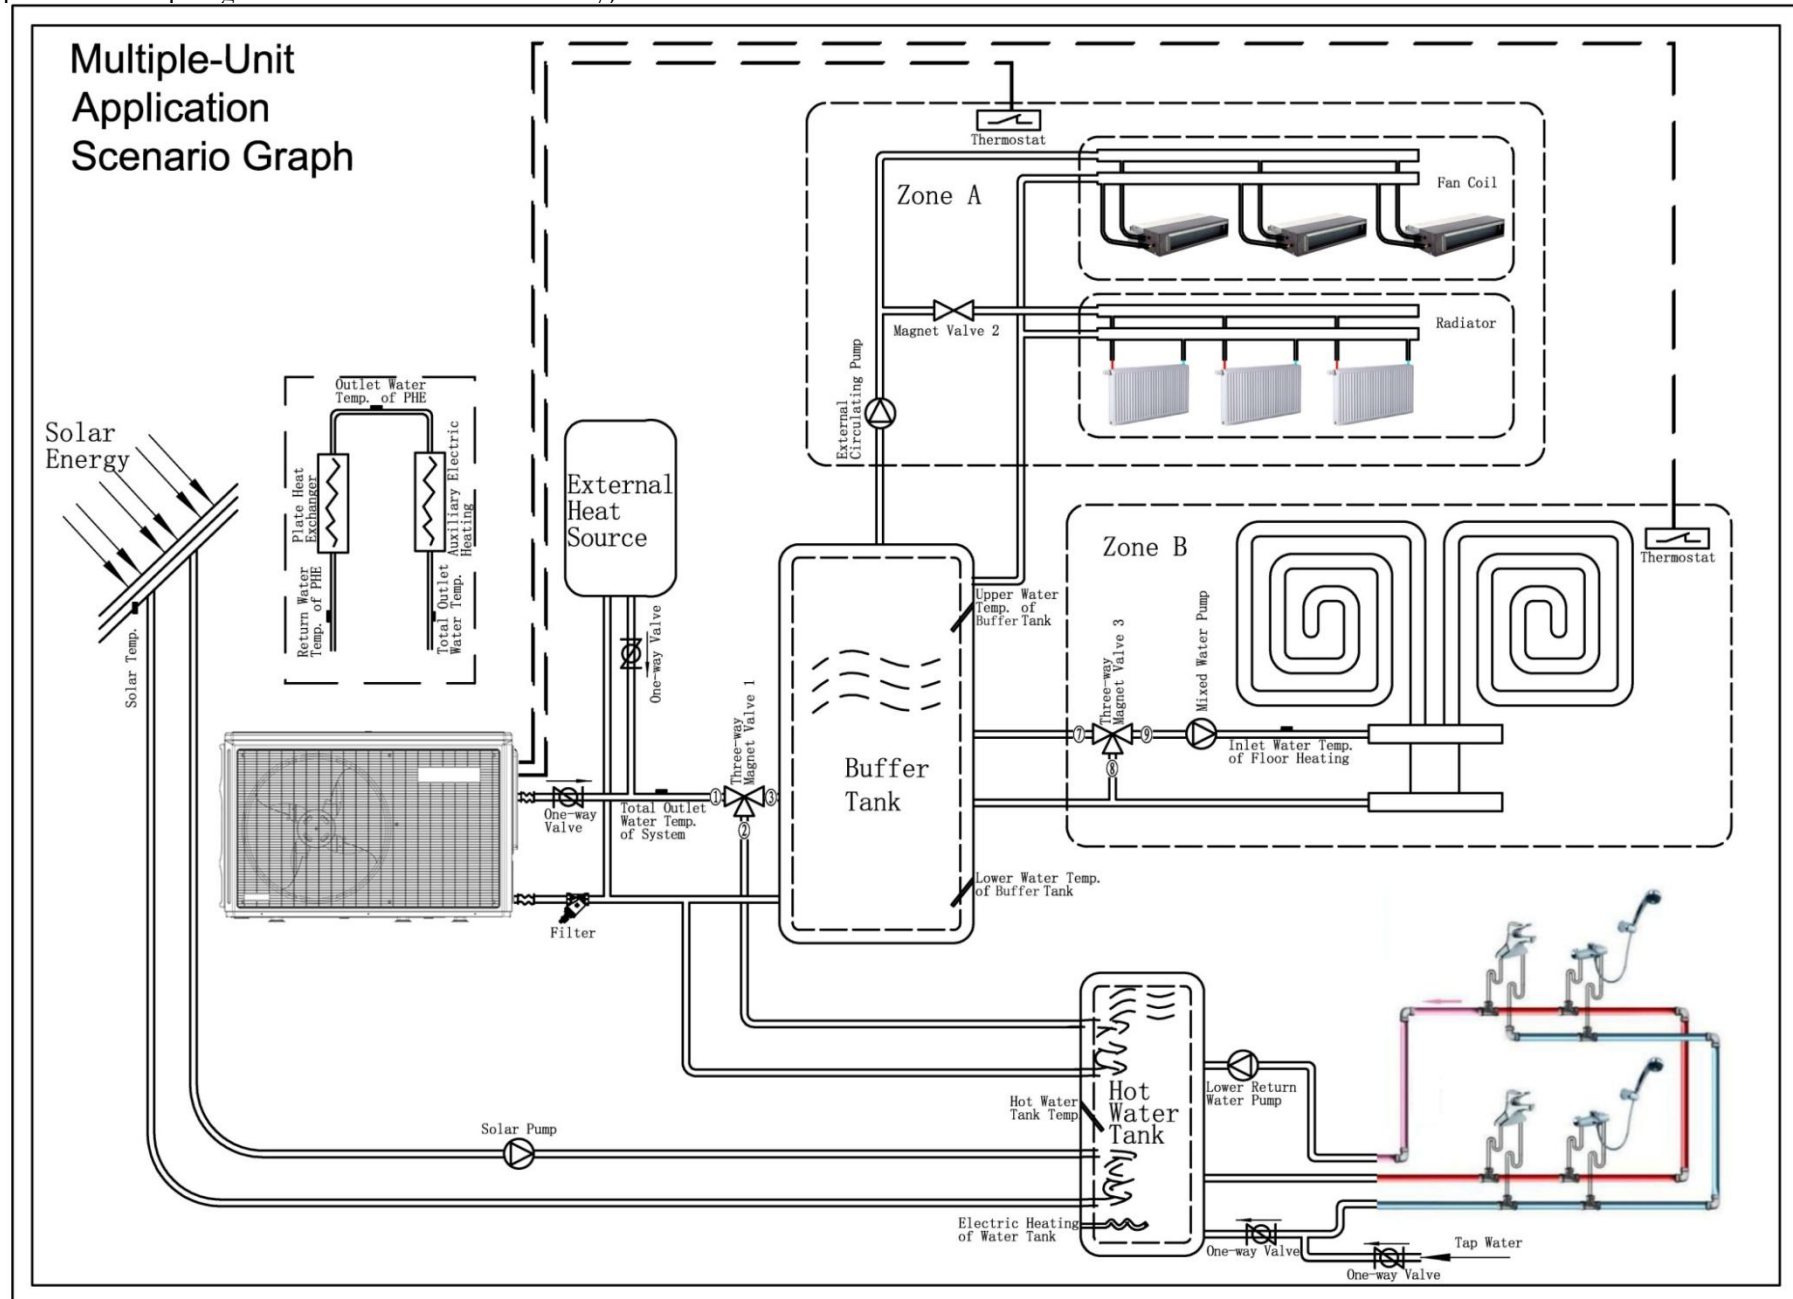 Multiple-Unit
Application
Scenario Graph
Thermostat
Zone A
Fan Coil
Magnet Valve 2
Radiator
External
Circulating Pump
Outlet Water
Temp. of PHE
Solar
Energy
Plate Heat
Exchanger
Auxiliary Electric
Heating
Return Water
Temp. of PHE
Total Outlet
Water Temp.
Solar Temp.
External
Heat
Source
One-way Valve
Zone B
Thermostat
Upper Water
Temp. of
Buffer Tank
Three-way
Magnet Valve 1
Three-way
Magnet Valve 3
Mixed Water Pump
⑦
⑨
⑧
Inlet Water Temp.
of Floor Heating
Buffer
Tank
One-way
Valve
Total Outlet
Water Temp.
of System
①
③
②
Lower Water Temp.
of Buffer Tank
Filter
Hot Water
Tank Temp.
Hot
Water
Tank
Lower Return
Water Pump
Solar Pump
Electric Heating
of Water Tank
One-way Valve
Tap Water
One-way Valve